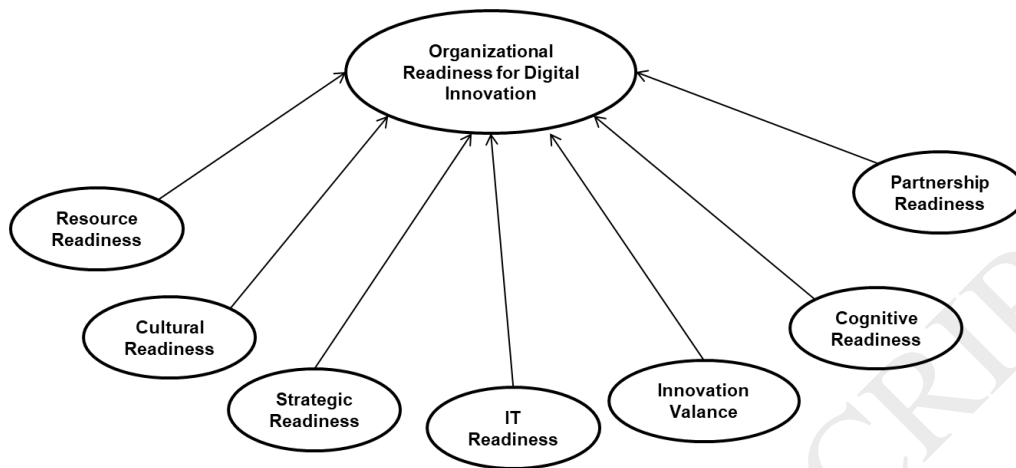 Organizational
Readiness for Digital
Innovation
Resource
Readiness
Cultural
Readiness
Strategic
Readiness
IT
Readiness
Innovation
Valance
Cognitive
Readiness
Partnership
Readiness